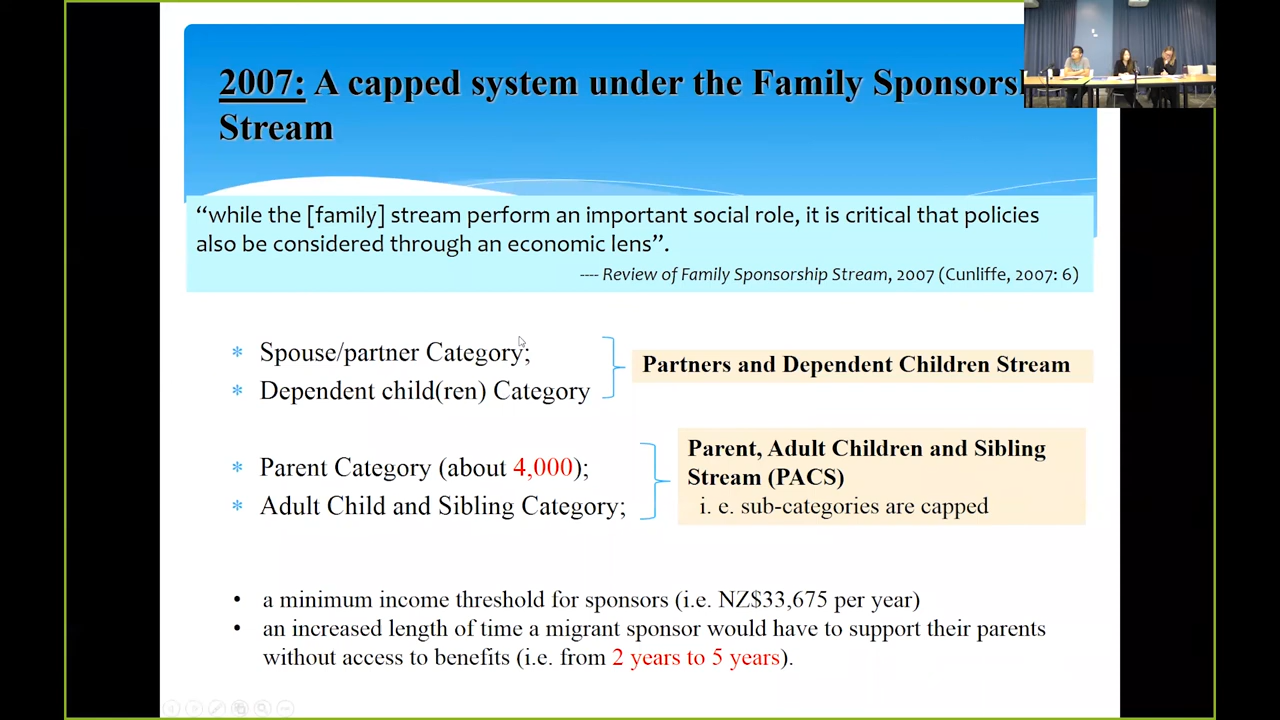 2007: A capped system under the Family Sponsorsh
Stream
“while the [family] stream perform an important social role, it is critical that policies
also be considered through an economic lens”.
---- Review of Family Sponsorship Stream, 2007 (Cunliffe, 2007: 6)
* Spouse/partner Category;
* Dependent child(ren) Category
Partners and Dependent Children Stream
* Parent Category (about 4,000);
* Adult Child and Sibling Category;
Parent, Adult Children and Sibling
Stream (PACS)
i. e. sub-categories are capped
• a minimum income threshold for sponsors (i.e. NZ$33,675 per year)
• an increased length of time a migrant sponsor would have to support their parents
without access to benefits (i.e. from 2 years to 5 years).